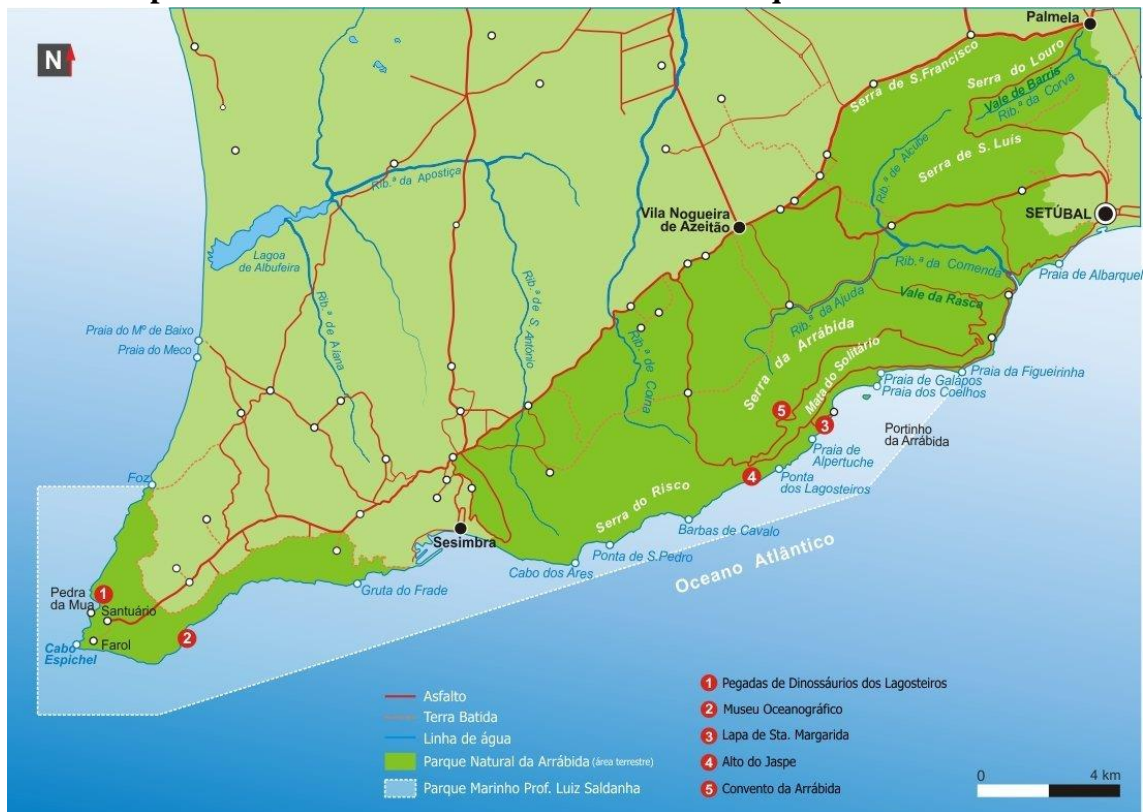 N
Palmela
Serra de S.Francisco
Serra do Louro
Vale de Barris
Rib.ª da Corva
Serra de S. Luís
Rib.ª de Alcube
Rib.ª da Apostiça
Vila Nogueira
de Azeitão
SETÚBAL
Lagoa
de Albufeira
Rib.ª da Comenda
Praia de Albarquel
Rib.ª de S. António
Vale da Rasca
Rib.ª da Ajuda
Praia do Mº de Baixo
Praia do Meco
Serra da Arrábida
Mata do Solitário
Rib.ª de Coina
Praia da Figueirinha
Praia de Galapos
Praia dos Coelhos
5
3
Portinho
da Arrábida
Praia de
Alpertuche
4
Ponta
dos Lagosteiros
Foz
Serra do Risco
Barbas de Cavalo
Sesimbra
Ponta de S.Pedro
Oceano Atlântico
Cabo dos Ares
Gruta do Frade
Pedra
da Mua
1
Santuário
Farol
2
Cabo
Espichel
Asfalto
Terra Batida
Linha de água
Parque Natural da Arrábida (área terrestre)
Parque Marinho Prof. Luiz Saldanha
1 Pegadas de Dinossáurios dos Lagosteiros
2 Museu Oceanográfico
3 Lapa de Sta. Margarida
4 Alto do Jaspe
5 Convento da Arrábida
0 4 km